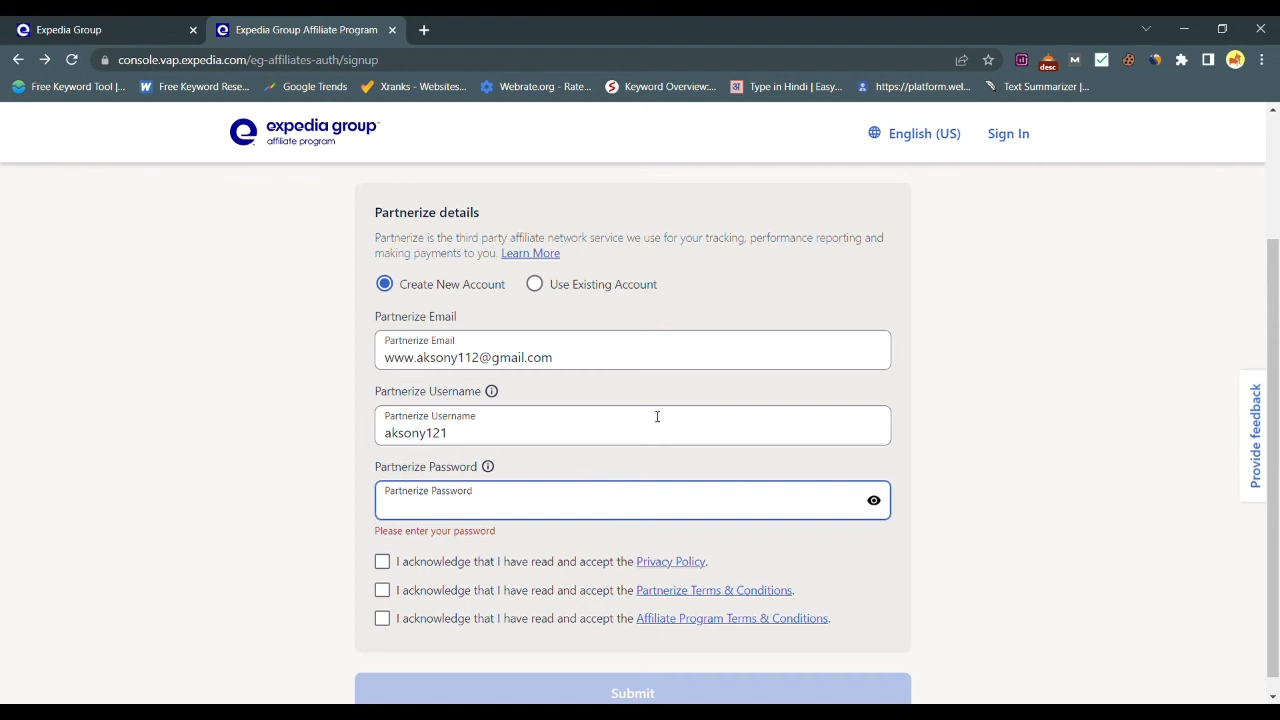 Expedia Group
Expedia Group Affiliate Program
console.vap.expedia.com/eg-affiliates-auth/signup
desc
Free Keyword Tool |...
Free Keyword Rese...
Google Trends
Xranks - Websites...
Webrate.org - Rate...
Keyword Overview:...
Type in Hindi | Easy...
https://platform.wel...
Text Summarizer |...
expedia group
affiliate program
English (US)
Sign In
Partnerize details
Partnerize is the third party affiliate network service we use for your tracking, performance reporting and
making payments to you. Learn More
Create New Account
Use Existing Account
Partnerize Email
Partnerize Email
www.aksony112@gmail.com
Partnerize Username
Partnerize Username
aksony121
Partnerize Password
Partnerize Password
Please enter your password
I acknowledge that I have read and accept the Privacy Policy.
I acknowledge that I have read and accept the Partnerize Terms & Conditions.
I acknowledge that I have read and accept the Affiliate Program Terms & Conditions.
Submit
Provide feedback